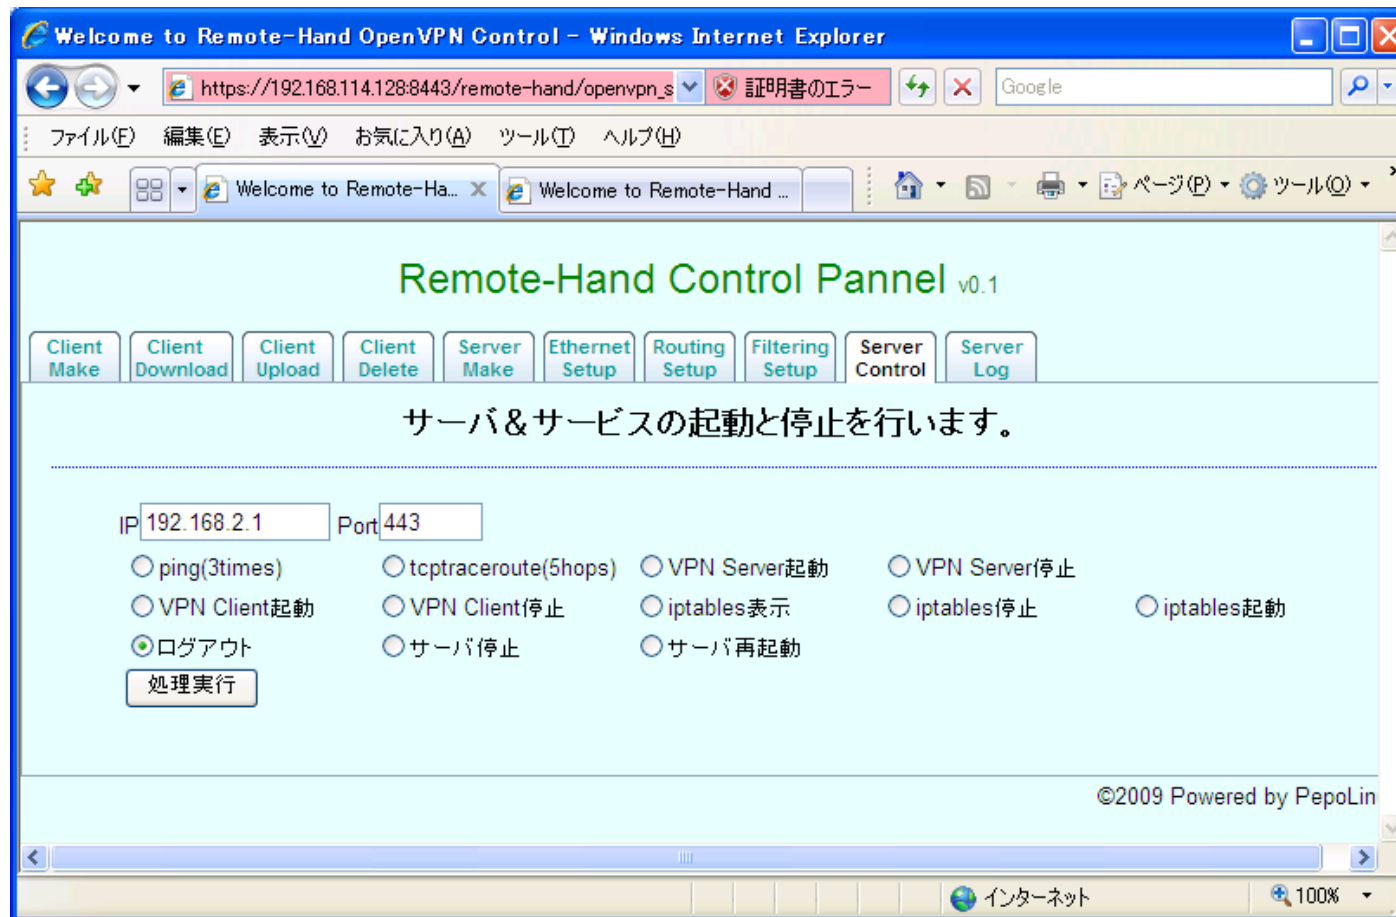 Welcome to Remote-Hand OpenVPN Control - Windows Internet Explorer
https://192.168.114.128:8443/remote-hand/openvpn_s 証明書のエラー Google
ファイル(F) 編集(E) 表示(V) お気に入り(A) ツール(T) ヘルプ(H)
Welcome to Remote-Ha... Welcome to Remote-Hand ... ページ(P) ツール(O)
Remote-Hand Control Pannel v0.1
Client Make
Client Download
Client Upload
Client Delete
Server Make
Ethernet Setup
Routing Setup
Filtering Setup
Server Control
Server Log
サーバ&サービスの起動と停止を行います。
IP 192.168.2.1 Port 443
ping(3times) tcptraceroute(5hops) VPN Server起動 VPN Server停止
VPN Client起動 VPN Client停止 iptables表示 iptables停止 iptables起動
ログアウト サーバ停止 サーバ再起動
処理実行
©2009 Powered by PepoLin
インターネット 100%